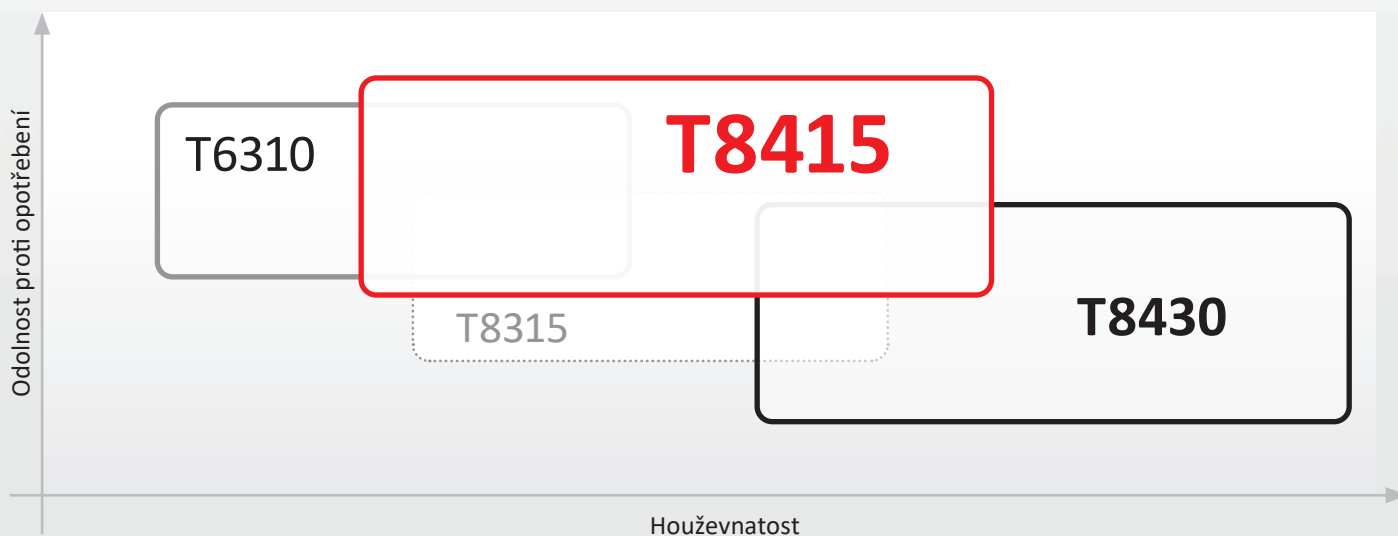 Odolnost proti opotřebení
T6310
T8415
T8315
T8430
Houževnatost